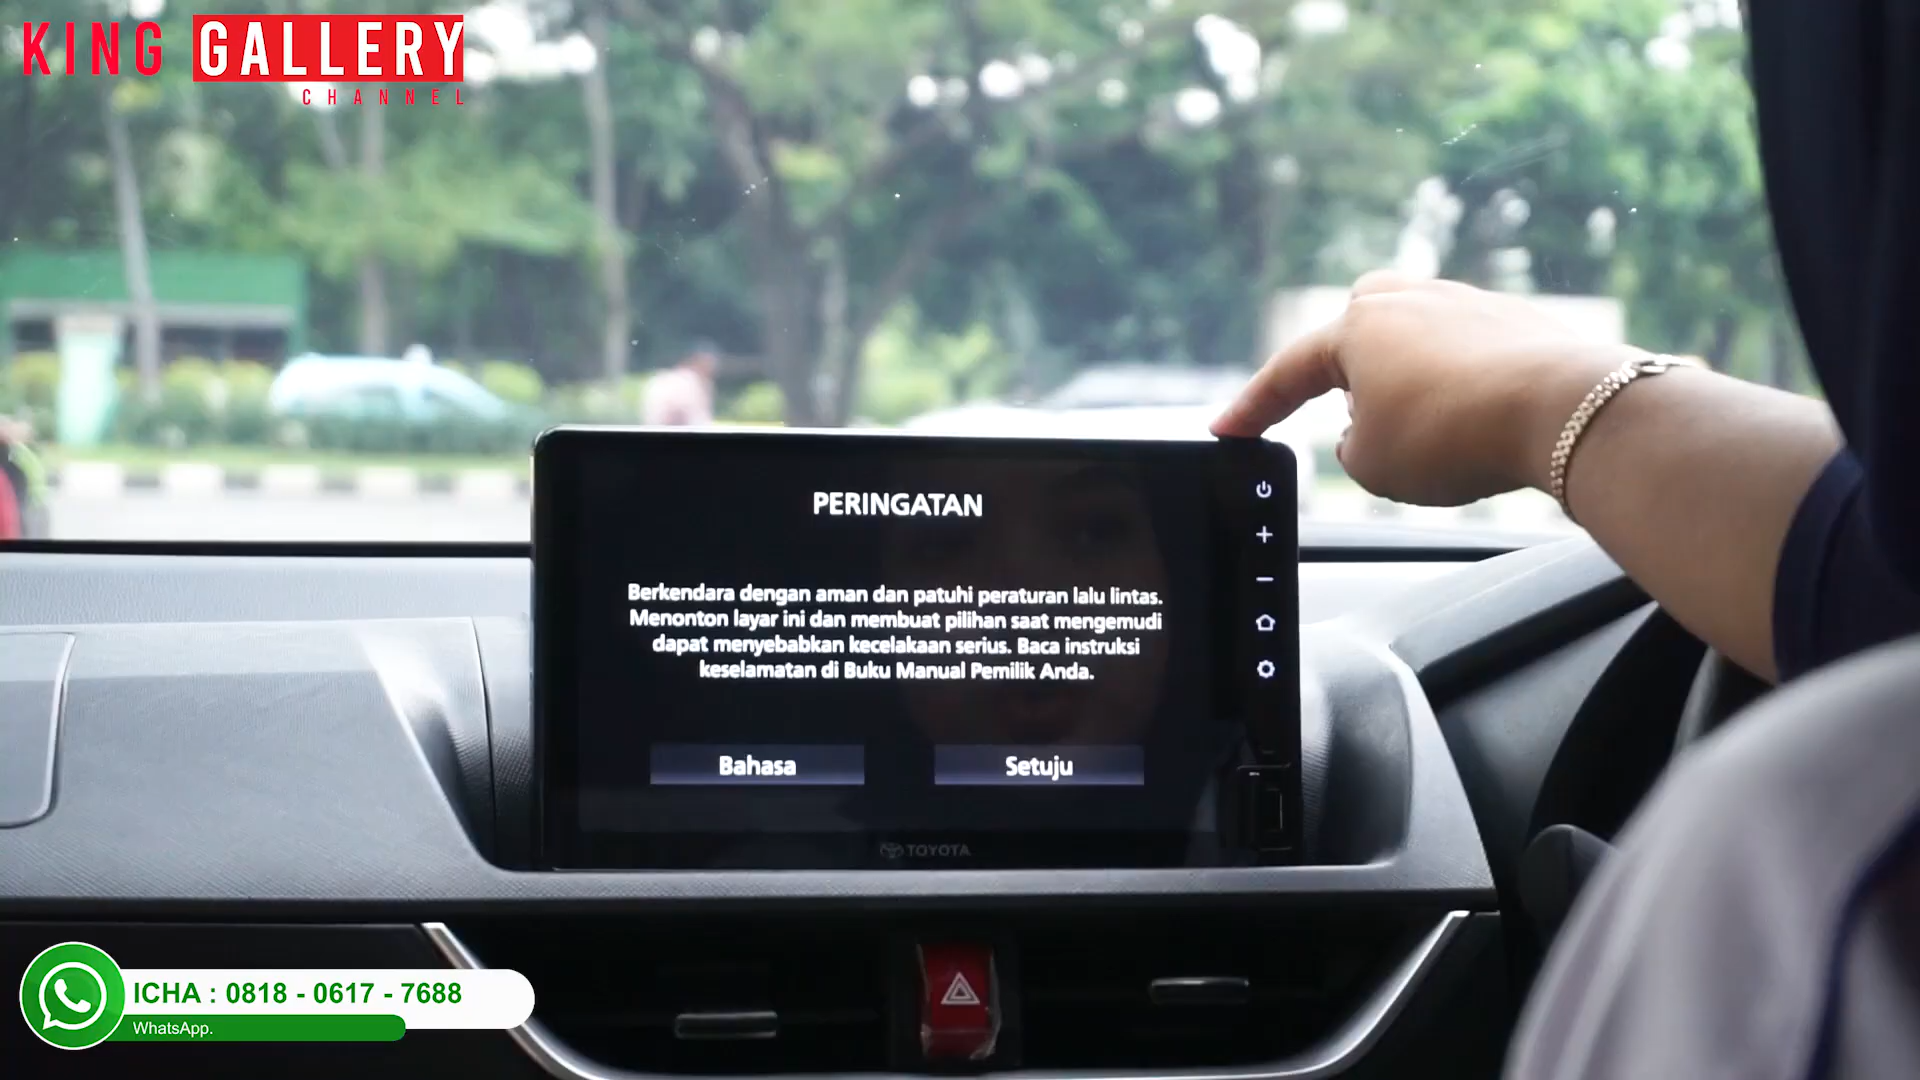 KING GALLERY
CHANNEL
PERINGATAN
Berkendara dengan aman dan patuhi peraturan lalu lintas.
Menonton layar ini dan membuat pilihan saat mengemudi
dapat menyebabkan kecelakaan serius. Baca instruksi
keselamatan di Buku Manual Pemilik Anda.
Bahasa
Setuju
TOYOTA
ICHA : 0818 - 0617 - 7688
WhatsApp.